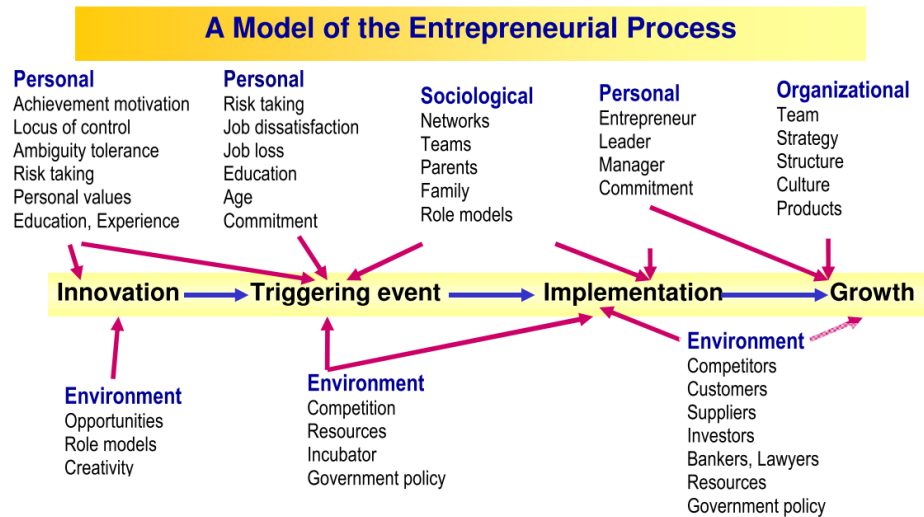 A Model of the Entrepreneurial Process
Personal
Achievement motivation
Locus of control
Ambiguity tolerance
Risk taking
Personal values
Education, Experience
Personal
Risk taking
Job dissatisfaction
Job loss
Education
Age
Commitment
Sociological
Networks
Teams
Parents
Family
Role models
Personal
Entrepreneur
Leader
Manager
Commitment
Organizational
Team
Strategy
Structure
Culture
Products
Innovation
Triggering event
Implementation
Growth
Environment
Opportunities
Role models
Creativity
Environment
Competition
Resources
Incubator
Government policy
Environment
Competitors
Customers
Suppliers
Investors
Bankers, Lawyers
Resources
Government policy